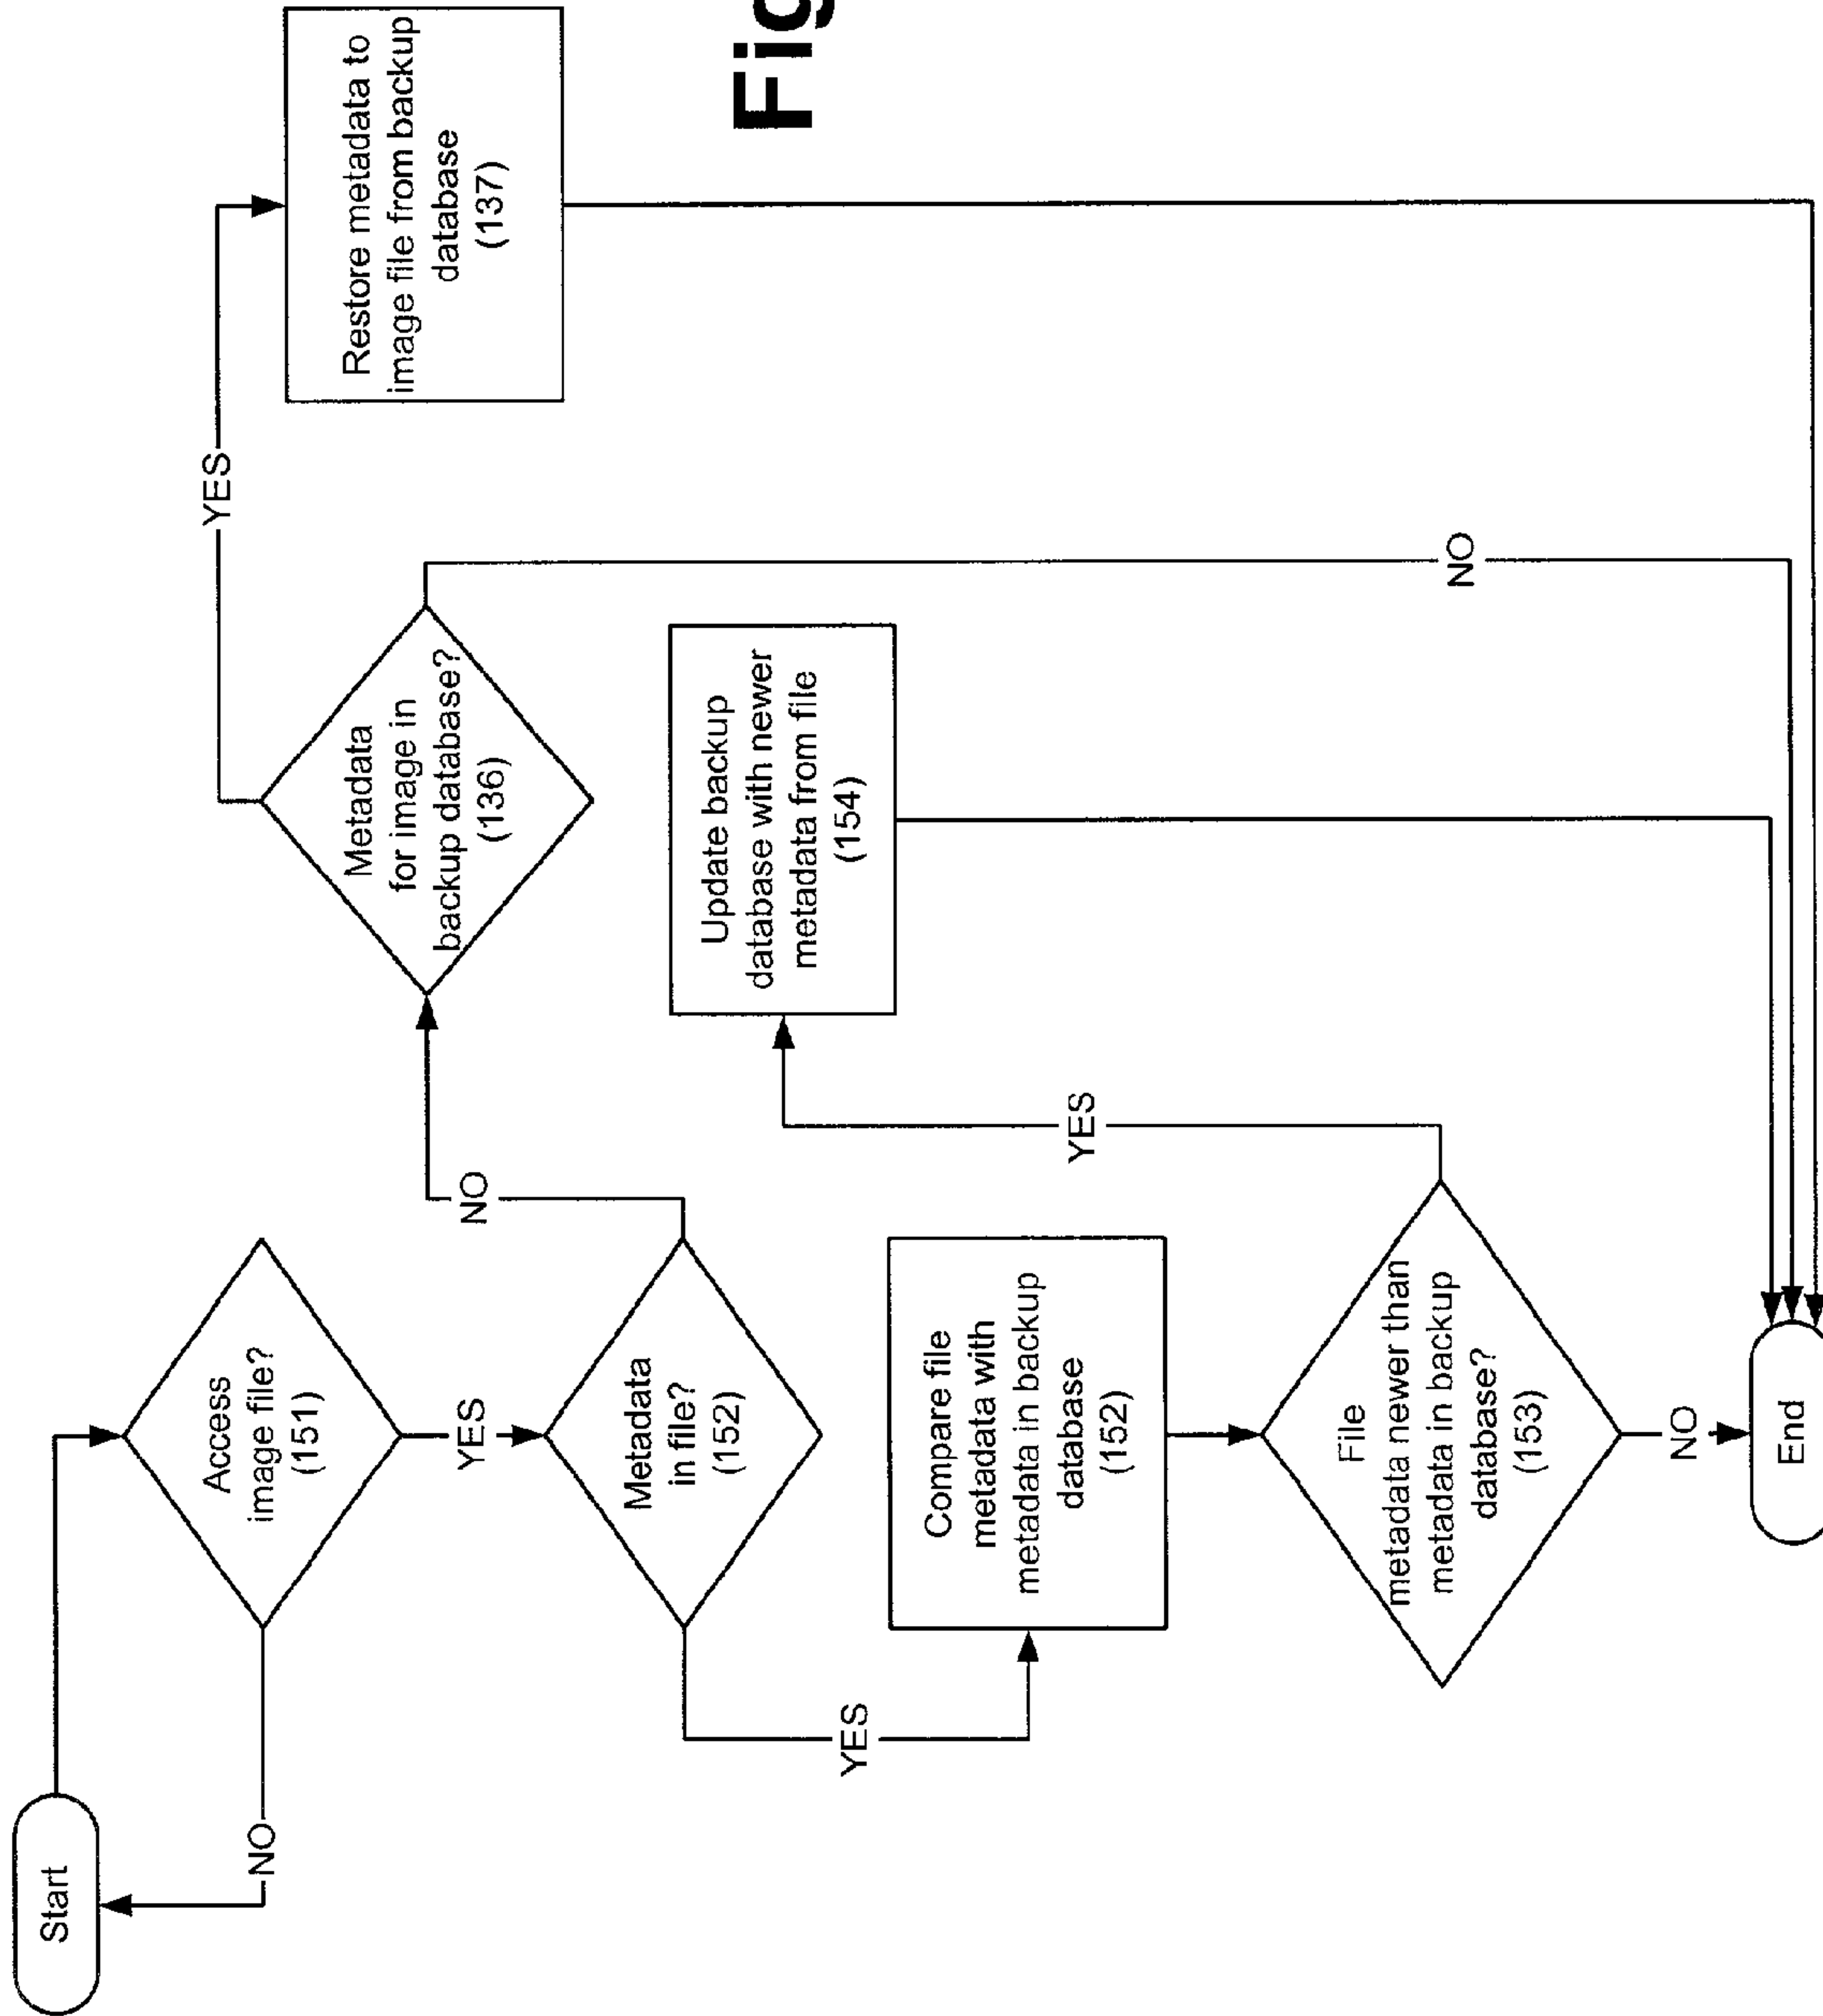 Start
Access
image file?
(151)
NO
YES
Metadata
in file?
(152)
NO
YES
Metadata
for image in
backup database?
(136)
YES
NO
Restore metadata to
image file from backup
database
(137)
Compare file
metadata with
metadata in backup
database
(152)
File
metadata newer than
metadata in backup
database?
(153)
YES
NO
Update backup
database with newer
metadata from file
(154)
End